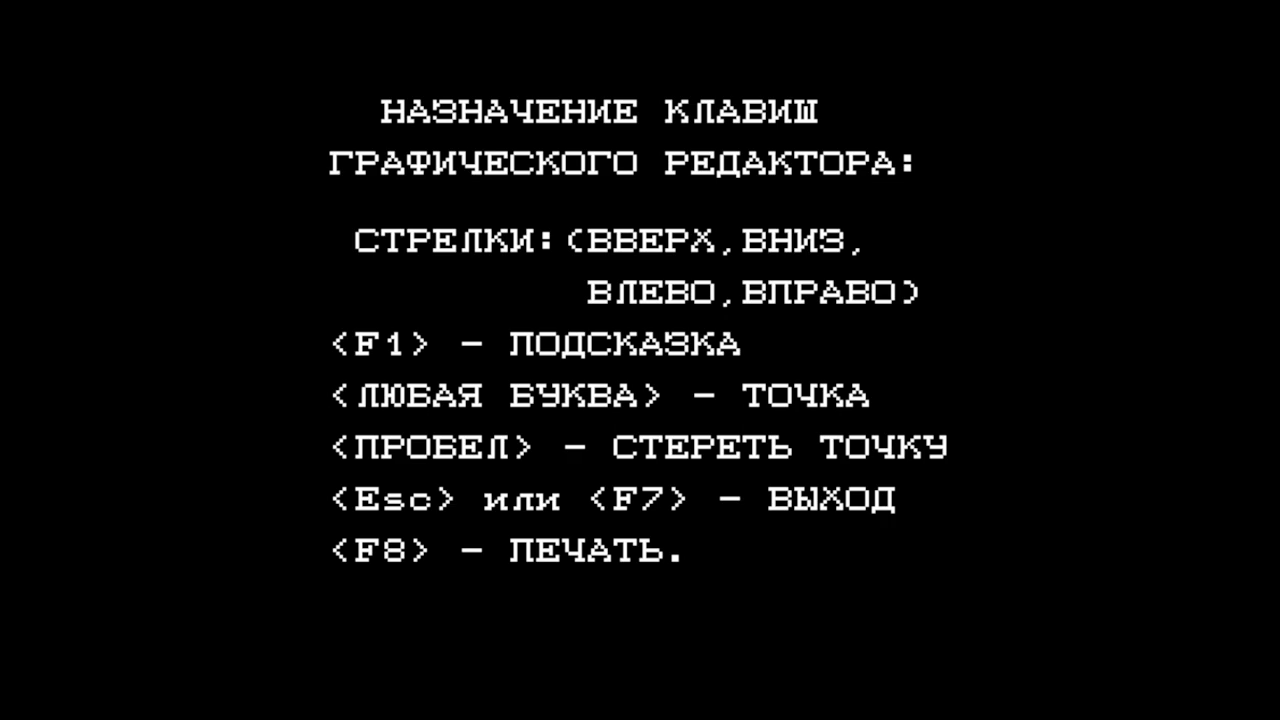 НАЗНАЧЕНИЕ КЛАВИШ
ГРАФИЧЕСКОГО РЕДАКТОРА:
СТРЕЛКИ:(ВВЕРХ,ВНИЗ,
ВЛЕВО,ВПРАВО)
<F1> - ПОДСКАЗКА
<ЛЮБАЯ БУКВА> - ТОЧКА
<ПРОБЕЛ> - СТЕРЕТЬ ТОЧКУ
<Esc> или <F7> - ВЫХОД
<F8> - ПЕЧАТЬ.